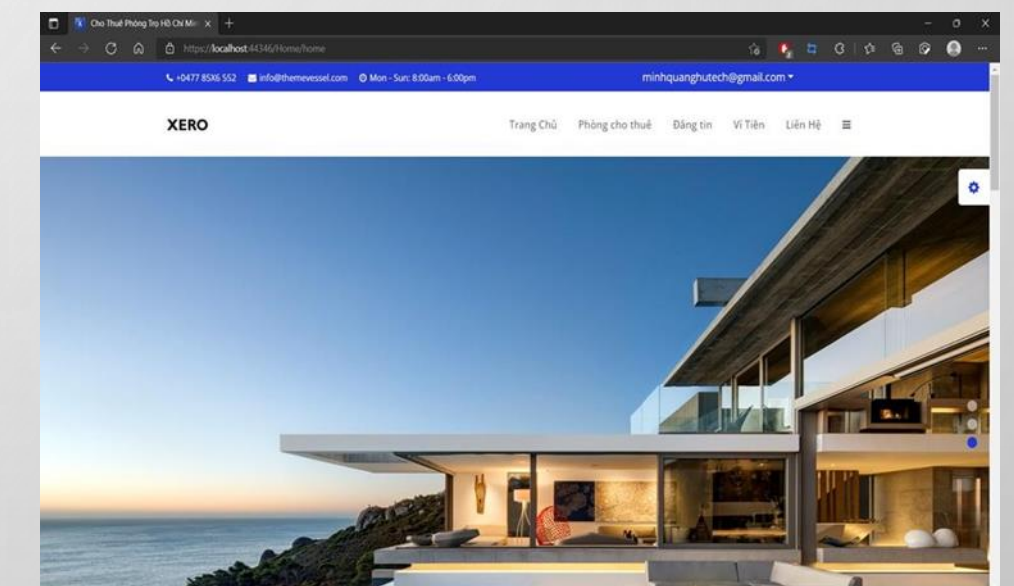 Cho Thuê Phòng Trọ Hồ Chí Min
https://localhost:44346/Home/home
+0477 85X6 552 info@themevessel.com Mon - Sun: 8:00am - 6:00pm minhquanghutech@gmail.com
XERO Trang Chủ Phòng cho thuê Đăng tin Ví Tiền Liên Hệ